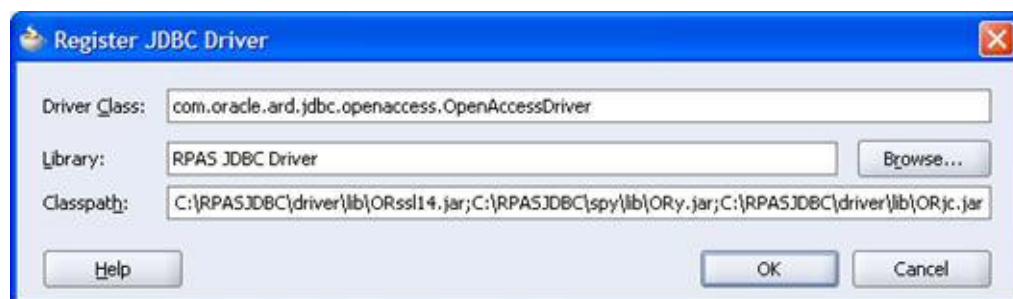 Register JDBC Driver
Driver Class: com.oracle.ard.jdbc.openaccess.OpenAccessDriver
Library: RPAS JDBC Driver Browse...
Classpath: C:\RPASJDBC\driver\lib\ORssl14.jar;C:\RPASJDBC\spy\lib\ORy.jar;C:\RPASJDBC\driver\lib\ORjc.jar
Help OK Cancel